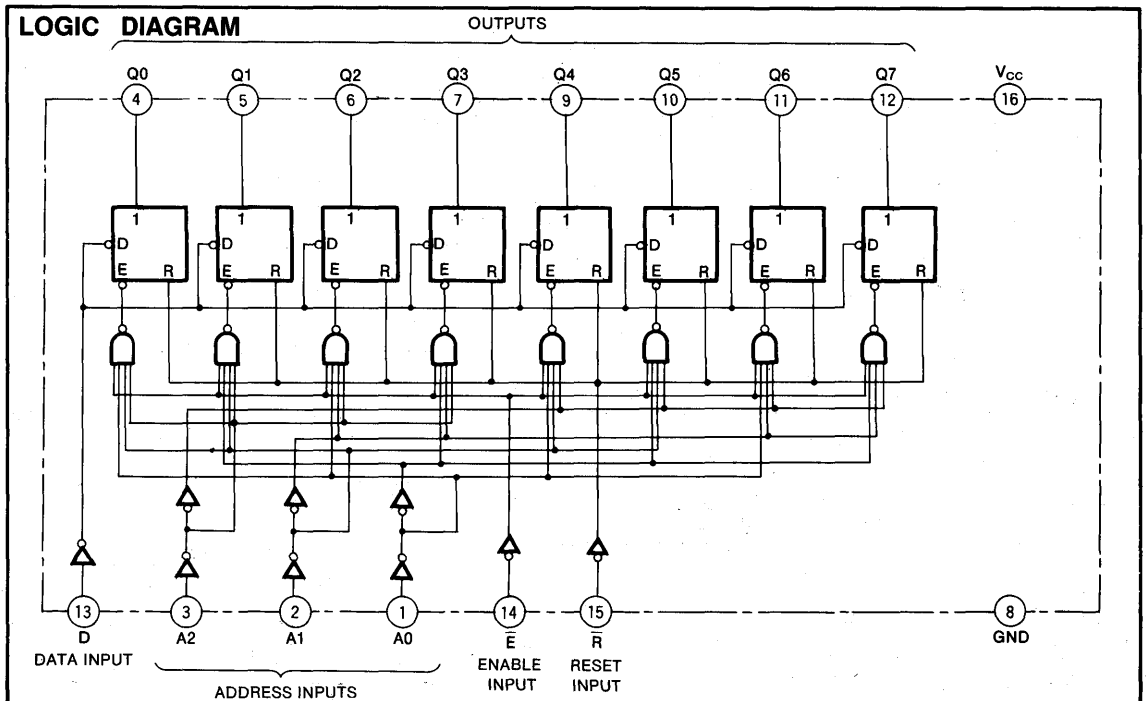 LOGIC DIAGRAM
OUTPUTS
Q0 Q1 Q2 Q3 Q4 Q5 Q6 Q7 V_CC
4 5 6 7 9 10 11 12 16
1 1 1 1 1 1 1 1
D D D D D D D D
E R E R E R E R E R E R E R E R
13 3 2 1 14 15 8
D A2 A1 A0 E̅ R̅ GND
DATA INPUT ENABLE RESET
INPUT INPUT
ADDRESS INPUTS